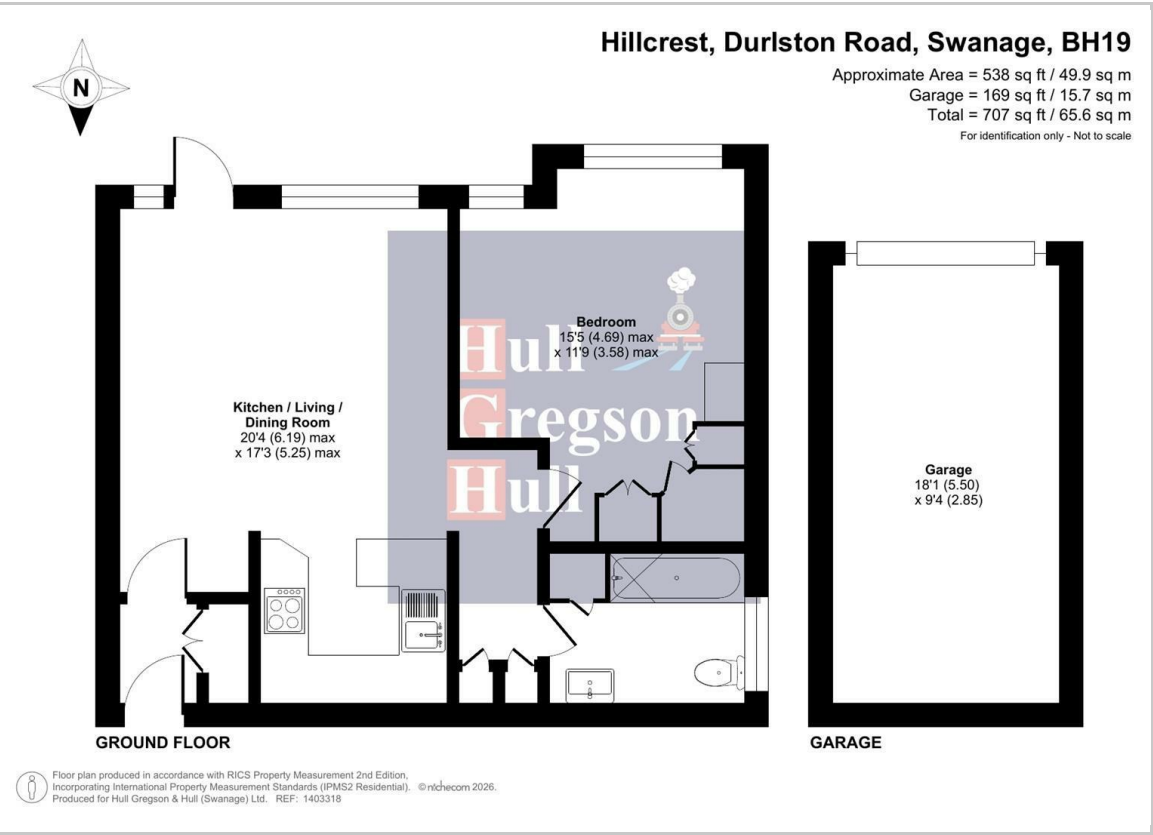 Hillcrest, Durlston Road, Swanage, BH19
Approximate Area = 538 sq ft / 49.9 sq m
Garage = 169 sq ft / 15.7 sq m
Total = 707 sq ft / 65.6 sq m
For identification only - Not to scale
N
Bedroom
15'5 (4.69) max
x 11'9 (3.58) max
Hull
Gregson
Hull
Kitchen / Living /
Dining Room
20'4 (6.19) max
x 17'3 (5.25) max
Garage
18'1 (5.50)
x 9'4 (2.85)
GROUND FLOOR
GARAGE
Floor plan produced in accordance with RICS Property Measurement 2nd Edition,
Incorporating International Property Measurement Standards (IPMS2 Residential). © nichecom 2026.
Produced for Hull Gregson & Hull (Swanage) Ltd. REF: 1403318